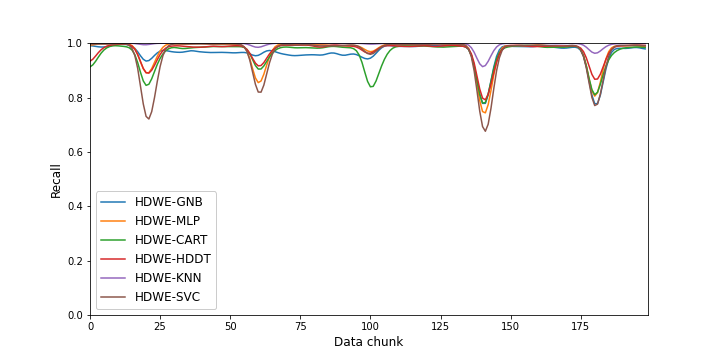 1.0
0.8
0.6
0.4
0.2
0.0
Recall
HDWE-GNB
HDWE-MLP
HDWE-CART
HDWE-HDDT
HDWE-KNN
HDWE-SVC
0 25 50 75 100 125 150 175
Data chunk